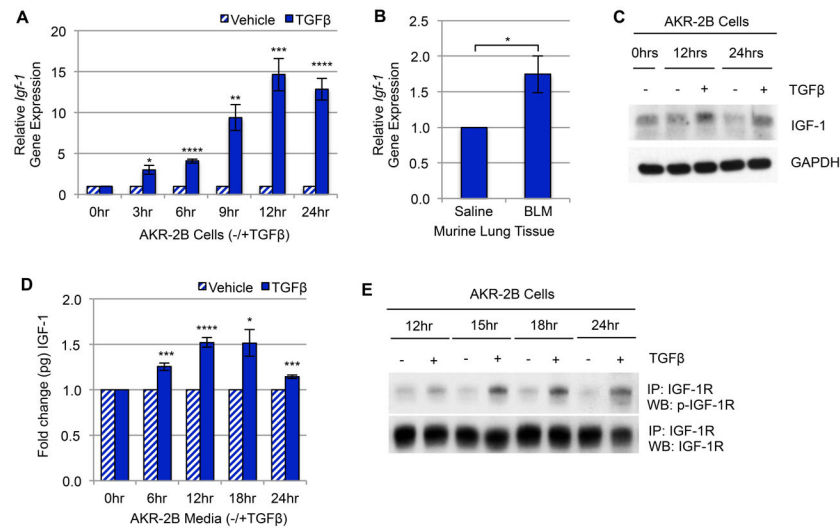 A
Vehicle TGFβ
Relative Igf-1
Gene Expression
20
15
10
5
0
* **** ** *** ****
0hr 3hr 6hr 9hr 12hr 24hr
AKR-2B Cells (-/+TGFβ)
B
Relative Igf-1
Gene Expression
2.5
2.0
1.5
1.0
0.5
0.0
*
Saline BLM
Murine Lung Tissue
C
AKR-2B Cells
0hrs 12hrs 24hrs
- - + - + TGFβ
IGF-1
GAPDH
D
Vehicle TGFβ
Fold change (pg) IGF-1
2.0
1.5
1.0
0.5
0.0
*** **** * ***
0hr 6hr 12hr 18hr 24hr
AKR-2B Media (-/+TGFβ)
E
AKR-2B Cells
12hr 15hr 18hr 24hr
- + - + - + - + TGFβ
IP: IGF-1R
WB: p-IGF-1R
IP: IGF-1R
WB: IGF-1R